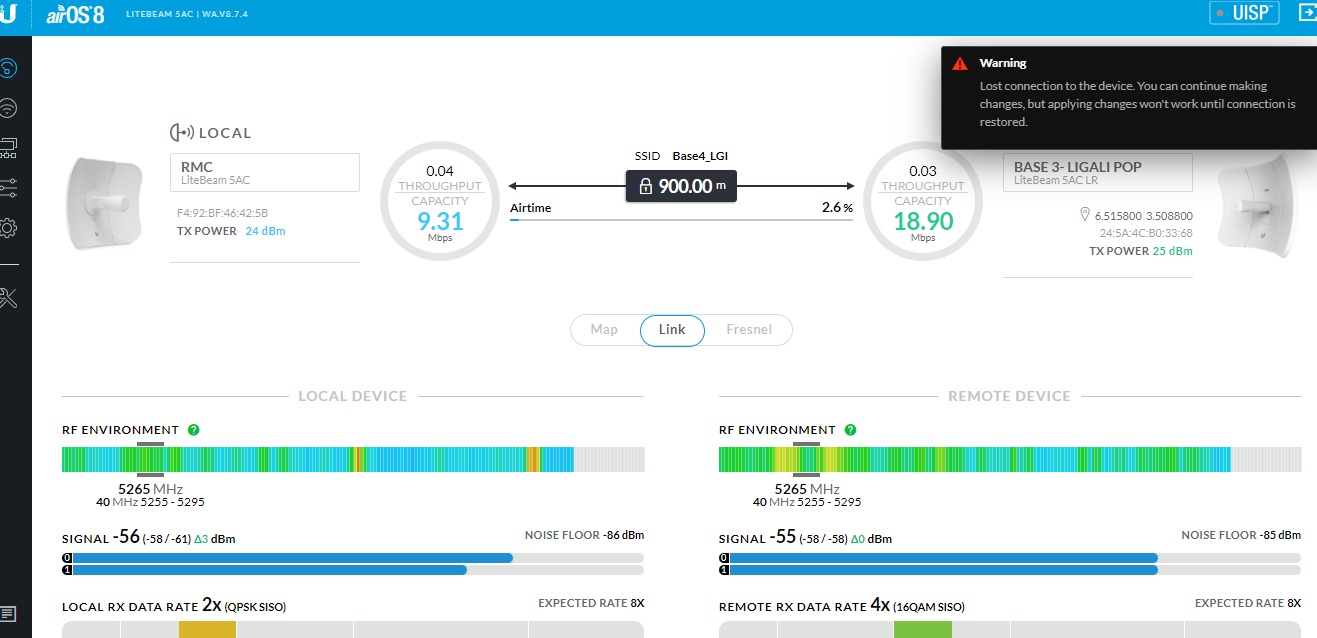 airOS 8
LITEBEAM 5AC | WA.V8.7.4
UISP
Warning
Lost connection to the device. You can continue making
changes, but applying changes won't work until connection is
restored.
LOCAL
RMC
LiteBeam 5AC
F4:92:BF:46:42:5B
TX POWER 24 dBm
0.04
THROUGHPUT
CAPACITY
9.31
Mbps
SSID Base4_LGI
900.00 m
Airtime 2.6 %
0.03
THROUGHPUT
CAPACITY
18.90
Mbps
BASE 3- LIGALI POP
LiteBeam 5AC LR
6.515800 3.508800
24:5A:4C:B0:33:68
TX POWER 25 dBm
Map Link Fresnel
LOCAL DEVICE
RF ENVIRONMENT ?
5265 MHz
40 MHz 5255 - 5295
SIGNAL -56 (-58 / -61) Δ3 dBm NOISE FLOOR -86 dBm
0
1
LOCAL RX DATA RATE 2x (QPSK SISO) EXPECTED RATE 8X
REMOTE DEVICE
RF ENVIRONMENT ?
5265 MHz
40 MHz 5255 - 5295
SIGNAL -55 (-58 / -58) Δ0 dBm NOISE FLOOR -85 dBm
0
1
REMOTE RX DATA RATE 4x (16QAM SISO) EXPECTED RATE 8X